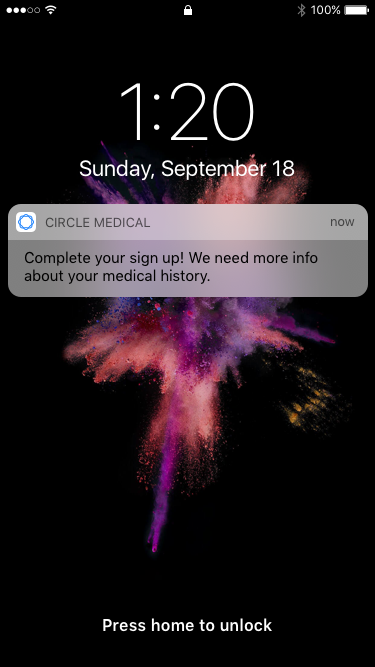 100%
1:20
Sunday, September 18
CIRCLE MEDICAL now
Complete your sign up! We need more info
about your medical history.
Press home to unlock